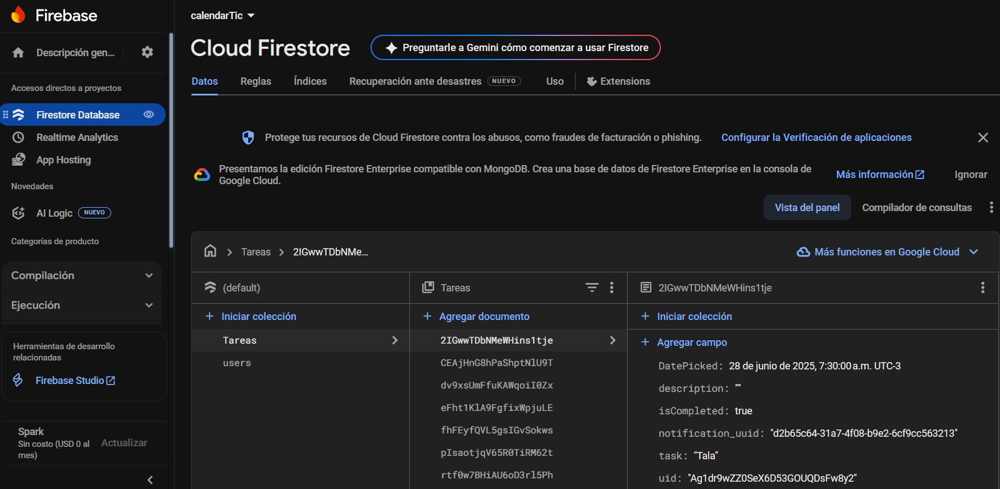 Firebase
calendarTic
Descripción gen...
Cloud Firestore
Preguntarle a Gemini cómo comenzar a usar Firestore
Datos
Reglas
Índices
Recuperación ante desastres
NUEVO
Uso
Extensions
Accesos directos a proyectos
Firestore Database
Realtime Analytics
App Hosting
Novedades
AI Logic
NUEVO
Categorías de producto
Compilación
Ejecución
Herramientas de desarrollo
relacionadas
Firebase Studio
Spark
Sin costo (USD 0 al
mes)
Actualizar
Protege tus recursos de Cloud Firestore contra los abusos, como fraudes de facturación o phishing.
Configurar la Verificación de aplicaciones
Presentamos la edición Firestore Enterprise compatible con MongoDB. Crea una base de datos de Firestore Enterprise en la consola de
Google Cloud.
Más información
Ignorar
Vista del panel
Compilador de consultas
Tareas
2IGwwTDbNMe...
Más funciones en Google Cloud
(default)
Iniciar colección
Tareas
users
Tareas
Agregar documento
2IGwwTDbNMeWHins1tje
CEAjHnG8hPaShptNlU9T
dv9xsUmFfuKAWqoiI0Zx
eFht1KlA9FgfixWpjuLE
fhFEyfQVL5gsIGvSokws
pIsaotjqV65R0TiRM62t
rtf0w7BHiAU6oD3rl5Ph
2IGwwTDbNMeWHins1tje
Iniciar colección
Agregar campo
DatePicked: 28 de junio de 2025, 7:30:00 a.m. UTC-3
description: ""
isCompleted: true
notification_uuid: "d2b65c64-31a7-4f08-b9e2-6cf9cc563213"
task: "Tala"
uid: "Ag1dr9wZZ0SeX6D53GOUQDsFw8y2"